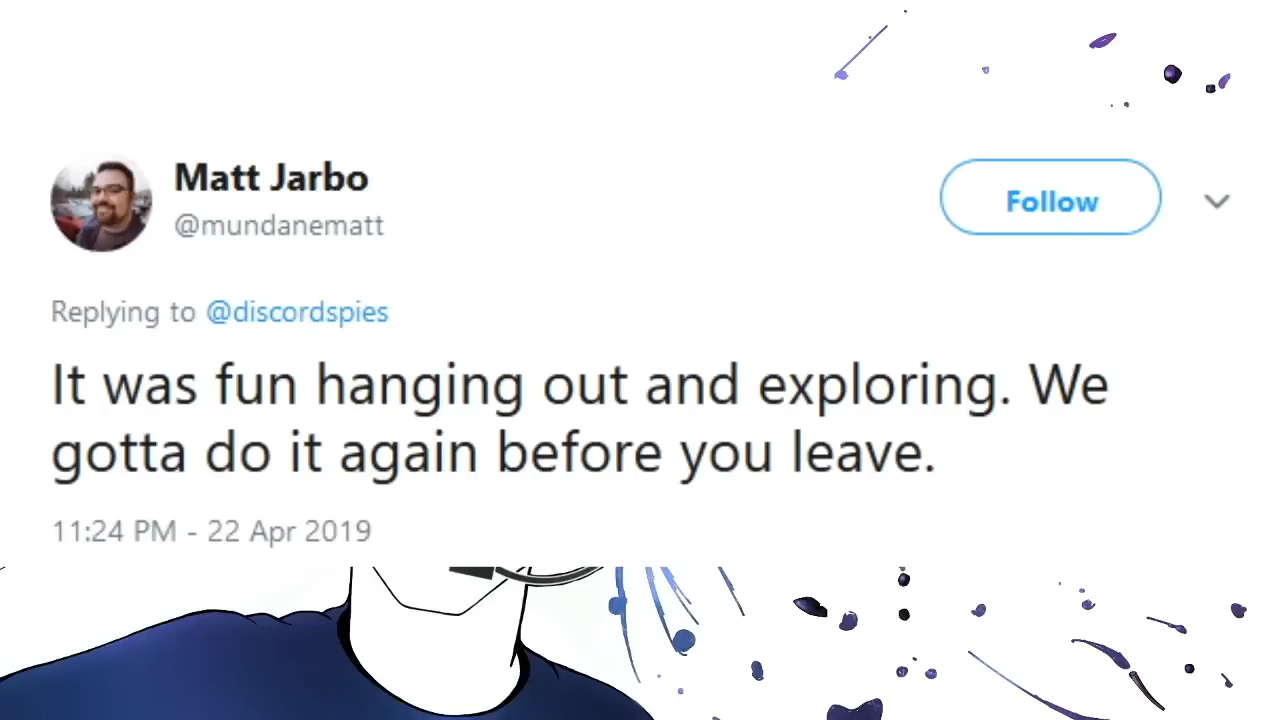 Matt Jarbo
@mundanematt
Follow
Replying to @discordspies
It was fun hanging out and exploring. We
gotta do it again before you leave.
11:24 PM - 22 Apr 2019